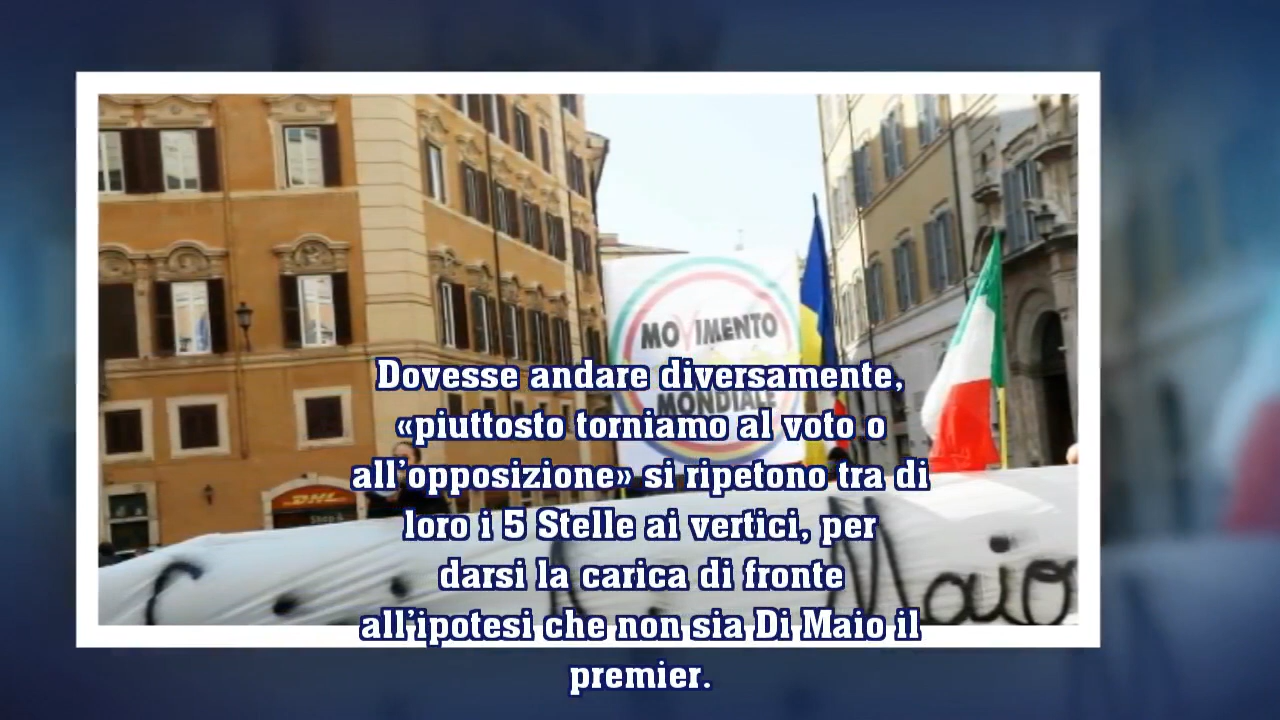 MOVIMENTO
MONDIALE
Dovesse andare diversamente,
«piuttosto torniamo al voto o
all'opposizione» si ripetono tra di
loro i 5 Stelle ai vertici, per
darsi la carica di fronte
all'ipotesi che non sia Di Maio il
premier.
DHL
Maio